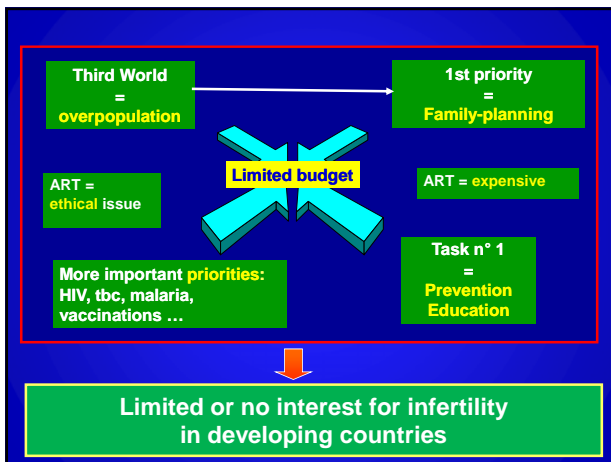 Third World
=
overpopulation
1st priority
=
Family-planning
Limited budget
ART =
ethical issue
ART = expensive
More important priorities:
HIV, tbc, malaria,
vaccinations ...
Task n° 1
=
Prevention
Education
Limited or no interest for infertility
in developing countries